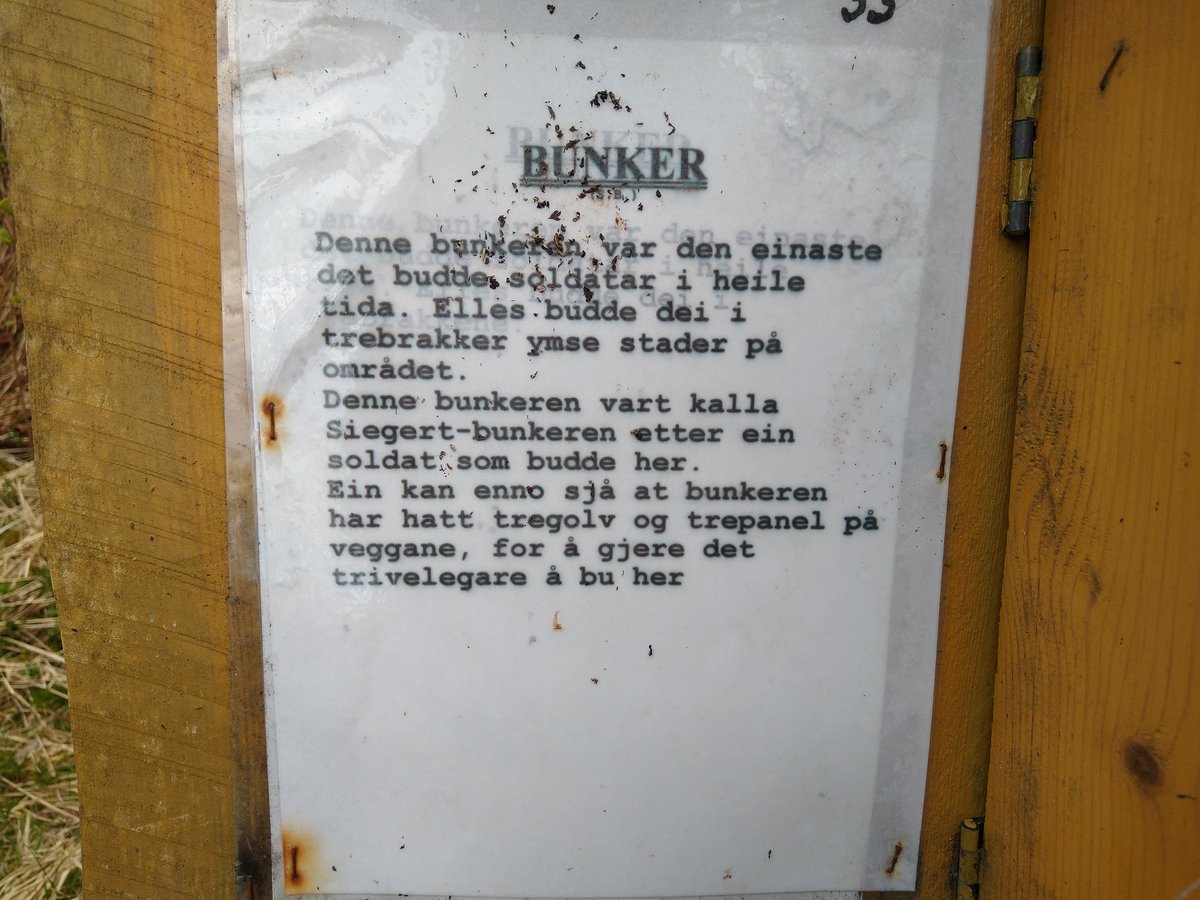 33
BUNKER
Denne bunkeren var den einaste
det budde soldatar i heile
tida. Elles budde dei i
trebrakker ymse stader på
området.
Denne bunkeren vart kalla
Siegert-bunkeren etter ein
soldat som budde her.
Ein kan enno sjå at bunkeren
har hatt tregolv og trepanel på
veggane, for å gjere det
trivelegare å bu her